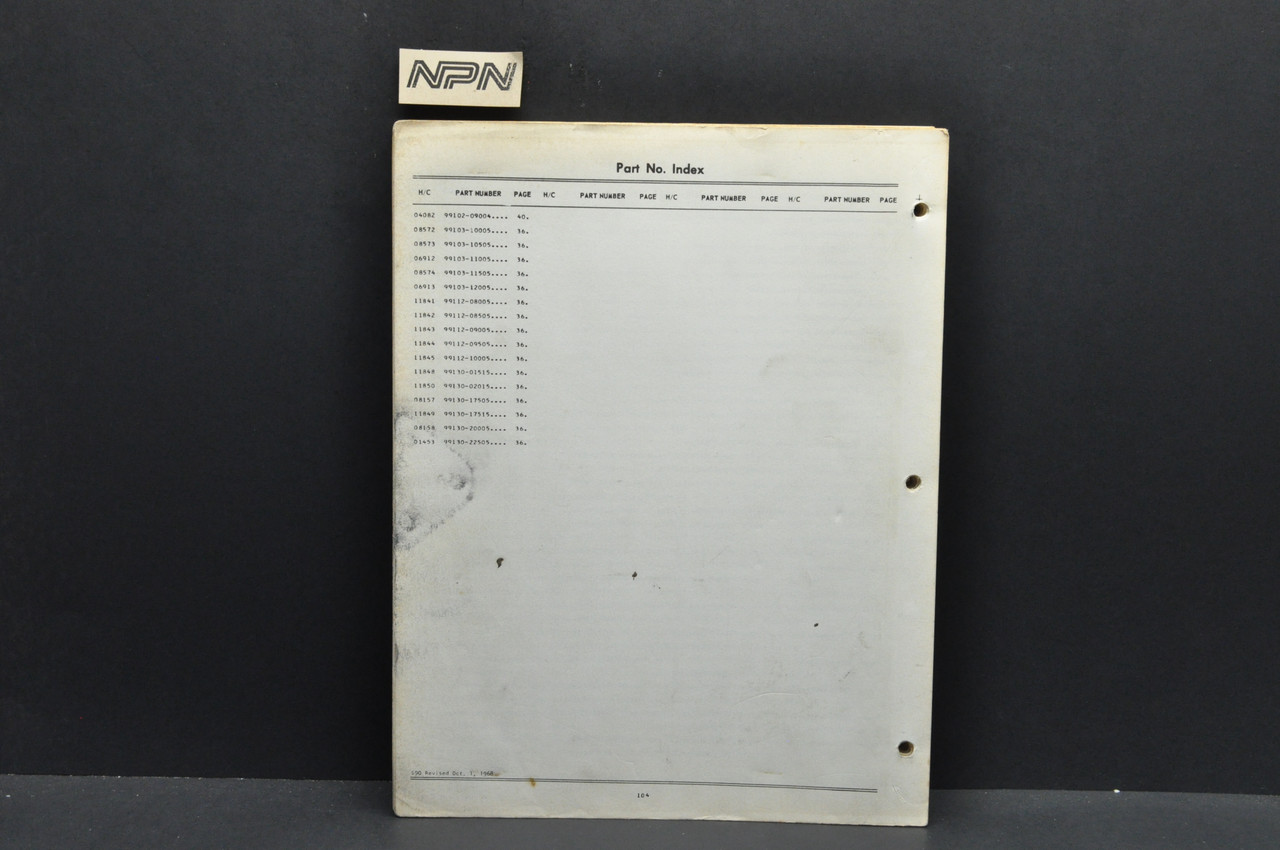 NPN
Part No. Index
H/C PART NUMBER PAGE H/C PART NUMBER PAGE H/C PART NUMBER PAGE H/C PART NUMBER PAGE
04082 99102-09004.... 40.
08572 99103-10005.... 36.
08573 99103-10505.... 36.
06912 99103-11005.... 36.
08574 99103-11505.... 36.
06913 99103-12005.... 36.
11841 99112-08005.... 36.
11842 99112-08505.... 36.
11843 99112-09005.... 36.
11844 99112-09505.... 36.
11845 99112-10005.... 36.
11848 99130-01515.... 36.
11850 99130-02015.... 36.
08157 99130-17505.... 36.
11849 99130-17515.... 36.
08158 99130-20005.... 36.
01453 99130-22505.... 36.
Revised Oct. 1, 1968
104